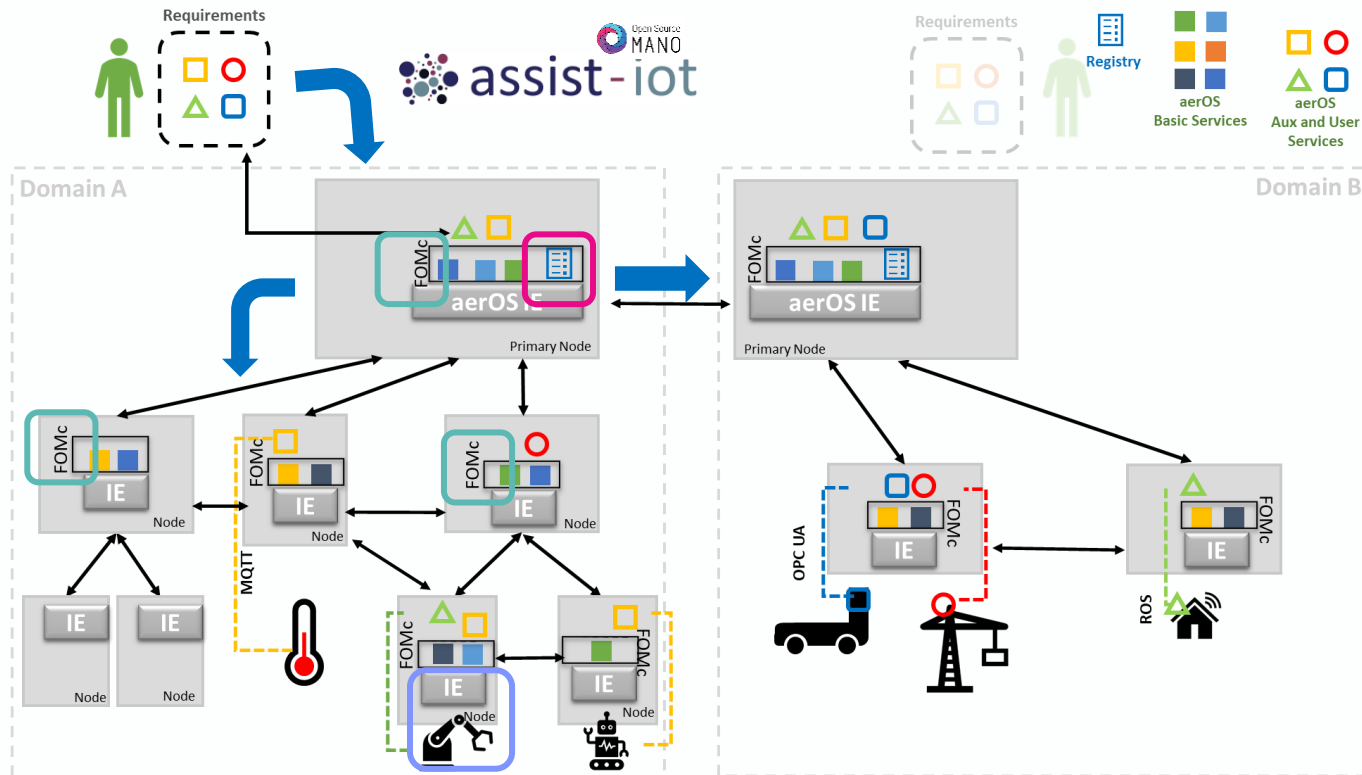 Requirements
Open Source
MANO
assist-iot
Requirements
Registry
aerOS
Basic Services
aerOS
Aux and User
Services
Domain A
Domain B
FOMc
aerOS IE
Primary Node
FOMc
aerOS IE
Primary Node
FOMc
IE
Node
FOMc
IE
Node
FOMc
IE
Node
MQTT
IE
Node
IE
Node
FOMc
IE
Node
FOMc
IE
Node
OPC UA
FOMc
IE
ROS
FOMc
IE